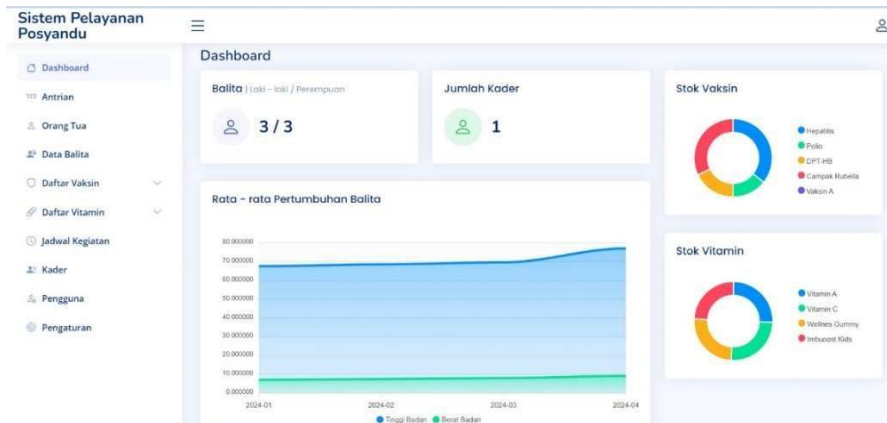 Sistem Pelayanan
Posyandu
Dashboard
Antrian
Orang Tua
Data Balita
Daftar Vaksin
Daftar Vitamin
Jadwal Kegiatan
Kader
Pengguna
Pengaturan
Dashboard
Balita | Laki - laki / Perempuan
3 / 3
Jumlah Kader
1
Rata - rata Pertumbuhan Balita
80.000000
70.000000
60.000000
50.000000
40.000000
30.000000
20.000000
10.000000
0.000000
2024-01 2024-02 2024-03 2024-04
Tinggi Badan Berat Badan
Stok Vaksin
Hepatitis
Polio
DPT-HB
Campak Rubella
Vaksin A
Stok Vitamin
Vitamin A
Vitamin C
Wellnes Gummy
Imboost Kids